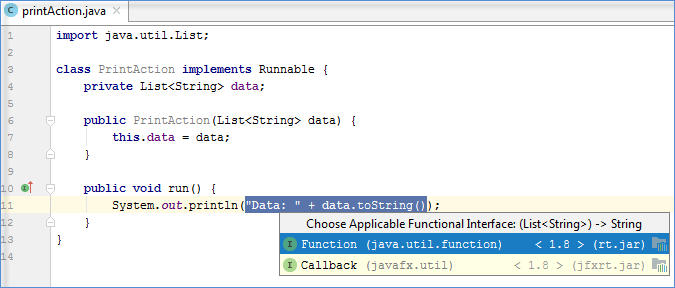 printAction.java
1 import java.util.List;
2
3 class PrintAction implements Runnable {
4 private List<String> data;
5
6 public PrintAction(List<String> data) {
7 this.data = data;
8 }
9
10 public void run() {
11 System.out.println("Data: " + data.toString());
12 }
13 }
14
Choose Applicable Functional Interface: (List<String>) -> String
Function (java.util.function) < 1.8 > (rt.jar)
Callback (javafx.util) < 1.8 > (jfxrt.jar)